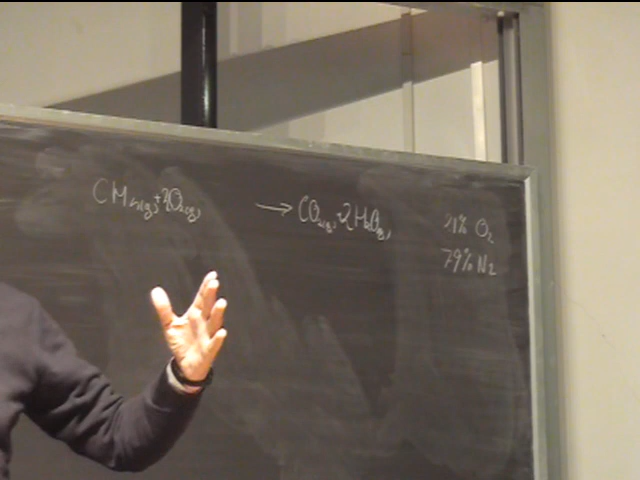 CH₄(g) + 2O₂(g) → CO₂(g) + 2H₂O(g)
21% O₂
79% N₂